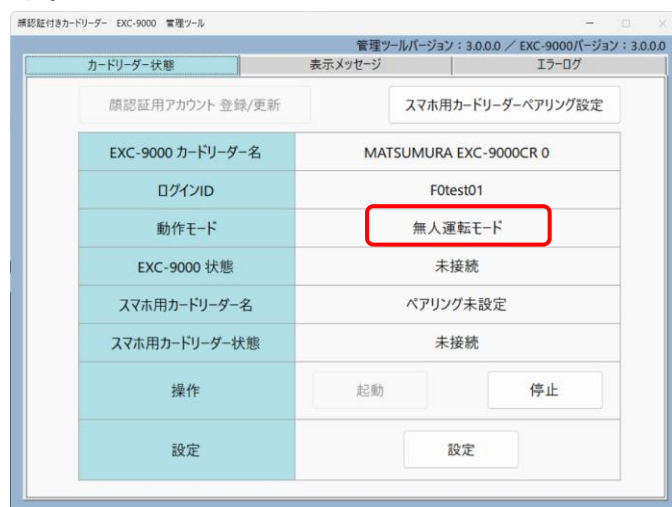 顔認証付きカードリーダー EXC-9000 管理ツール
管理ツールバージョン：3.0.0.0 ／ EXC-9000バージョン：3.0.0.0
カードリーダー状態 表示メッセージ エラーログ
顔認証用アカウント 登録/更新 スマホ用カードリーダーペアリング設定
EXC-9000 カードリーダー名 MATSUMURA EXC-9000CR 0
ログインID F0test01
動作モード 無人運転モード
EXC-9000 状態 未接続
スマホ用カードリーダー名 ペアリング未設定
スマホ用カードリーダー状態 未接続
操作 起動 停止
設定 設定